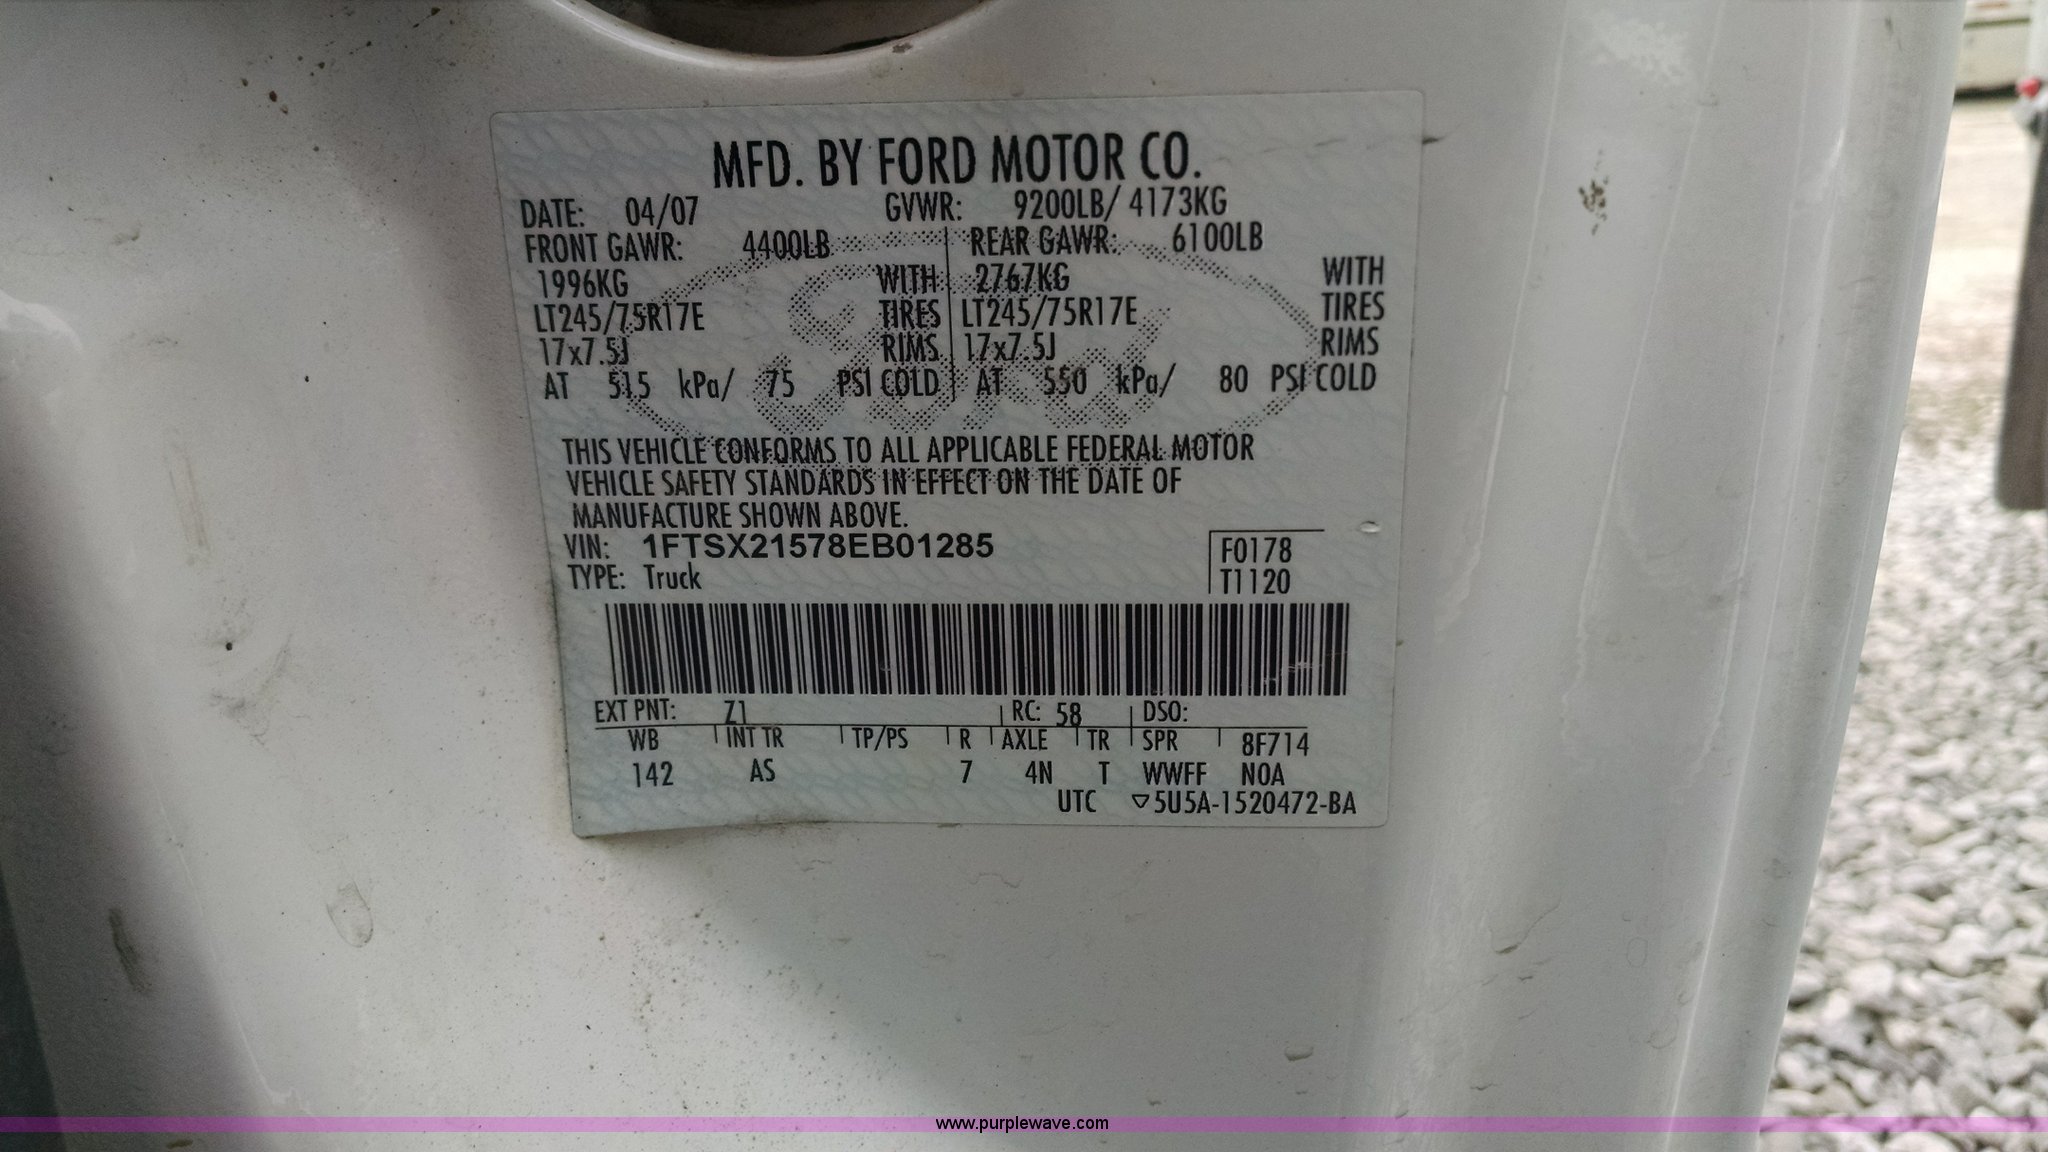 MFD. BY FORD MOTOR CO.
DATE: 04/07 GVWR: 9200LB/ 4173KG
FRONT GAWR: 4400LB REAR GAWR: 6100LB
1996KG WITH 2767KG WITH
LT245/75R17E TIRES LT245/75R17E TIRES
17x7.5J RIMS 17x7.5J RIMS
AT 515 kPa/ 75 PSI COLD AT 550 kPa/ 80 PSI COLD
Ford
THIS VEHICLE CONFORMS TO ALL APPLICABLE FEDERAL MOTOR
VEHICLE SAFETY STANDARDS IN EFFECT ON THE DATE OF
MANUFACTURE SHOWN ABOVE.
VIN: 1FTSX21578EB01285 F0178
TYPE: Truck T1120
EXT PNT: Z1 RC: 58 DSO:
WB INT TR TP/PS R AXLE TR SPR 8F714
142 AS 7 4N T WWFF NOA
UTC ▽5U5A-1520472-BA
www.purplewave.com